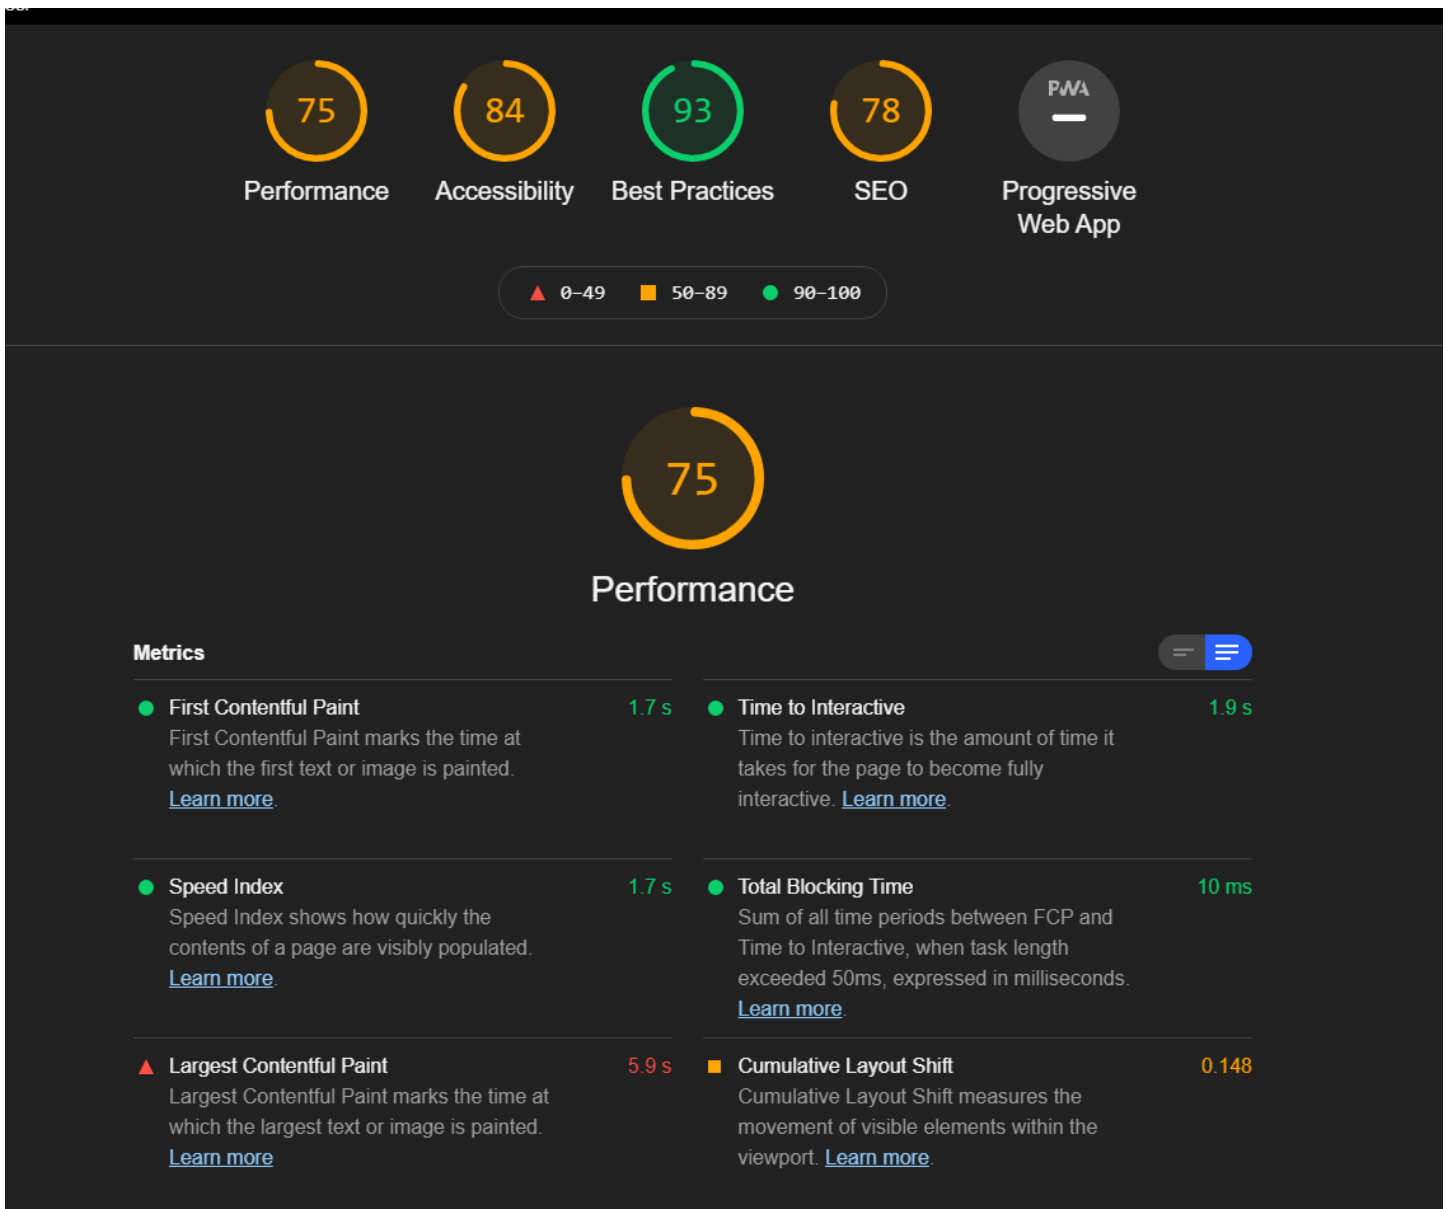 75
84
93
78
PWA
Performance
Accessibility
Best Practices
SEO
Progressive
Web App
0–49
50–89
90–100
75
Performance
Metrics
First Contentful Paint 1.7 s
First Contentful Paint marks the time at
which the first text or image is painted.
Learn more.
Time to Interactive 1.9 s
Time to interactive is the amount of time it
takes for the page to become fully
interactive. Learn more.
Speed Index 1.7 s
Speed Index shows how quickly the
contents of a page are visibly populated.
Learn more.
Total Blocking Time 10 ms
Sum of all time periods between FCP and
Time to Interactive, when task length
exceeded 50ms, expressed in milliseconds.
Learn more.
Largest Contentful Paint 5.9 s
Largest Contentful Paint marks the time at
which the largest text or image is painted.
Learn more
Cumulative Layout Shift 0.148
Cumulative Layout Shift measures the
movement of visible elements within the
viewport. Learn more.